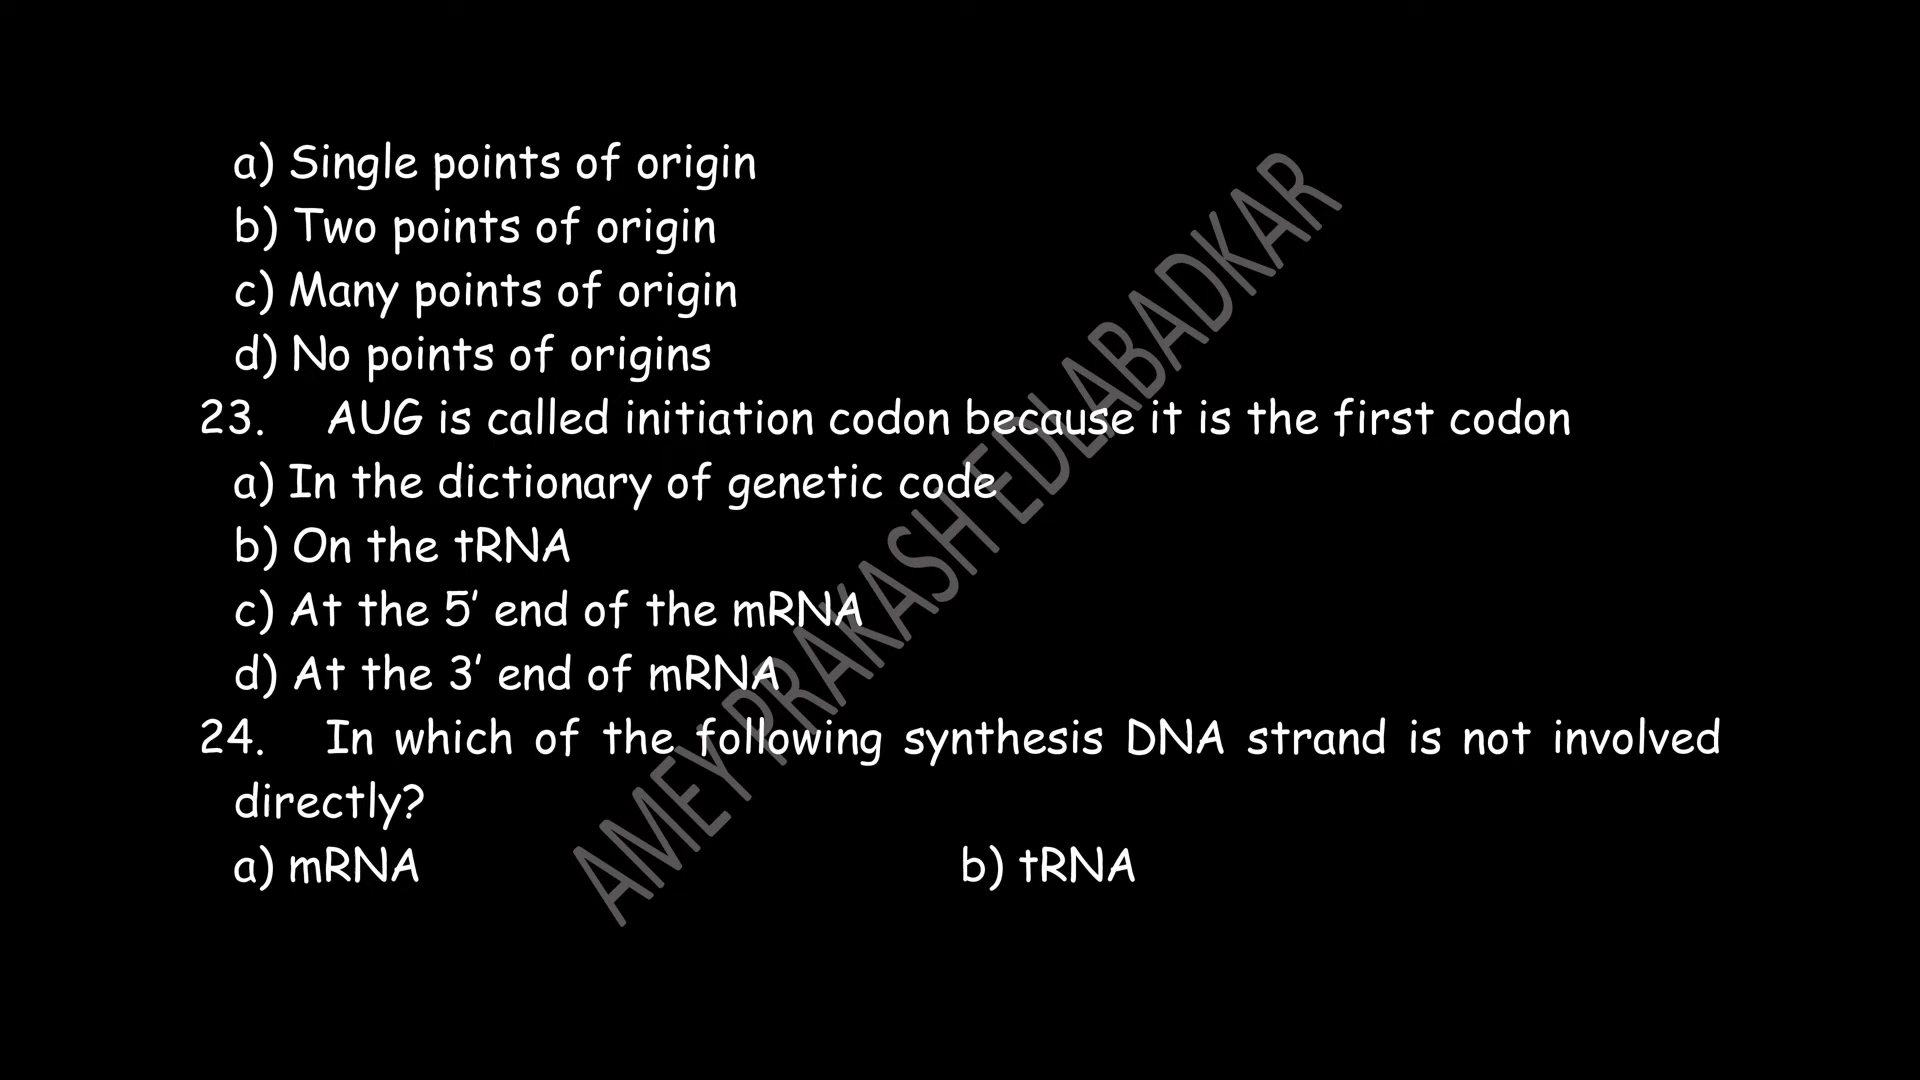 a) Single points of origin
b) Two points of origin
c) Many points of origin
d) No points of origins
23. AUG is called initiation codon because it is the first codon
a) In the dictionary of genetic code
b) On the tRNA
c) At the 5’ end of the mRNA
d) At the 3’ end of mRNA
24. In which of the following synthesis DNA strand is not involved
directly?
a) mRNA b) tRNA
AMEY PRAKASH EDLABADKAR